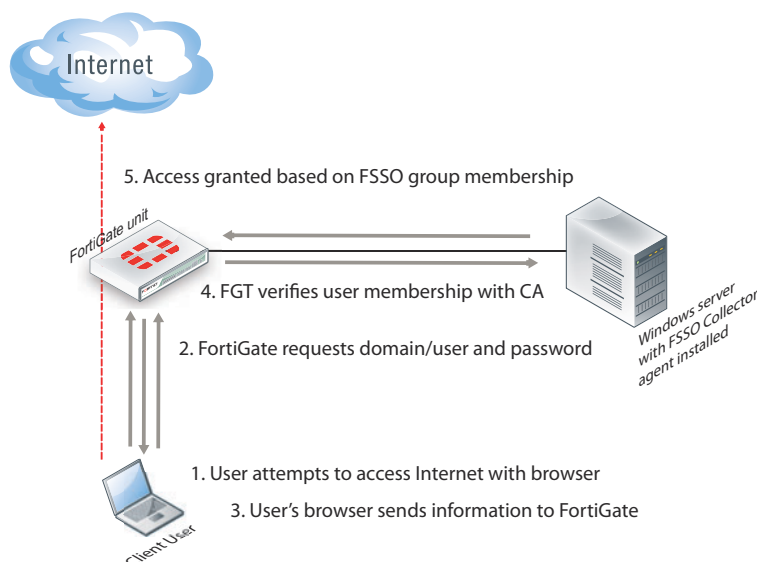 Internet
5. Access granted based on FSSO group membership
FortiGate unit
4. FGT verifies user membership with CA
Windows server
with FSSO Collector
agent installed
2. FortiGate requests domain/user and password
1. User attempts to access Internet with browser
3. User's browser sends information to FortiGate
Client User